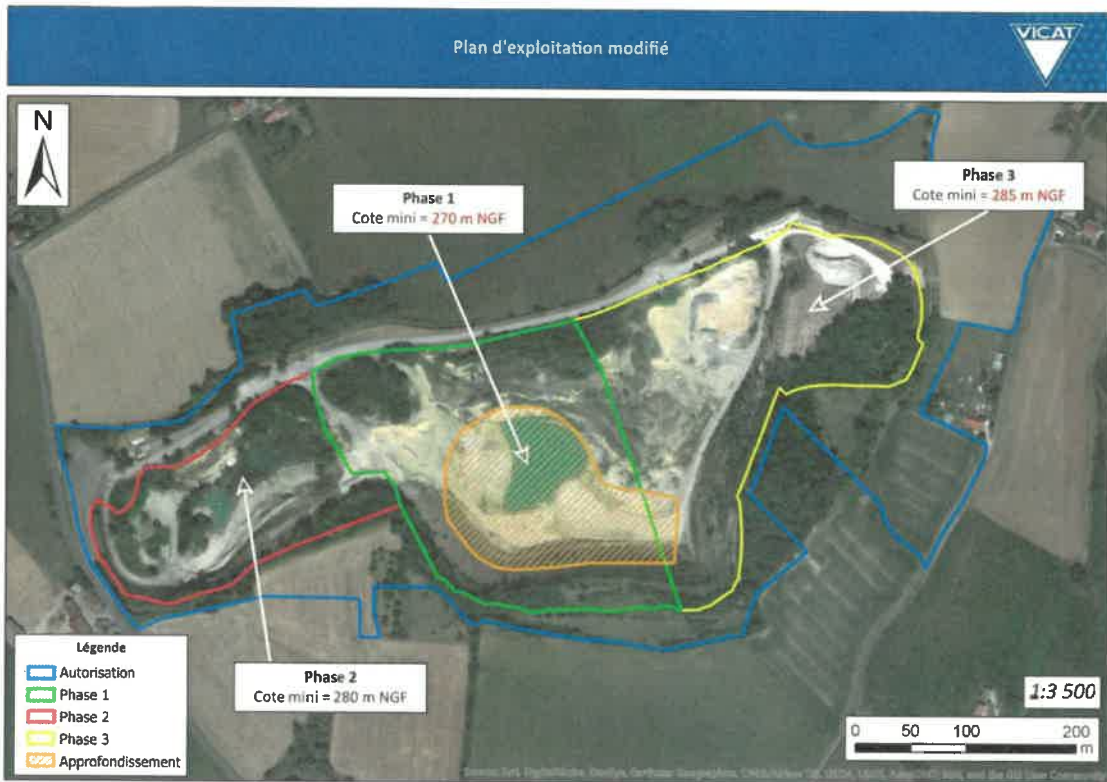 Plan d'exploitation modifié
VICAT
N
Phase 1
Cote mini = 270 m NGF
Phase 3
Cote mini = 285 m NGF
Phase 2
Cote mini = 280 m NGF
Légende
Autorisation
Phase 1
Phase 2
Phase 3
Approfondissement
1:3 500
0 50 100 200
m